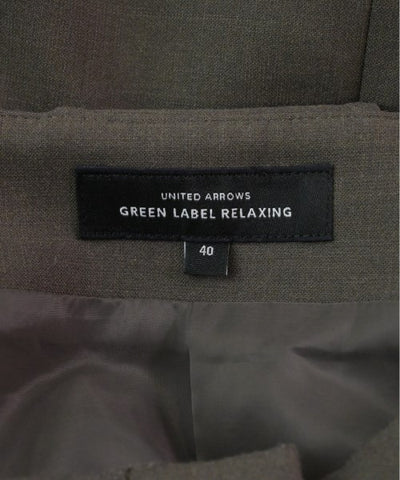 UNITED ARROWS
GREEN LABEL RELAXING
40